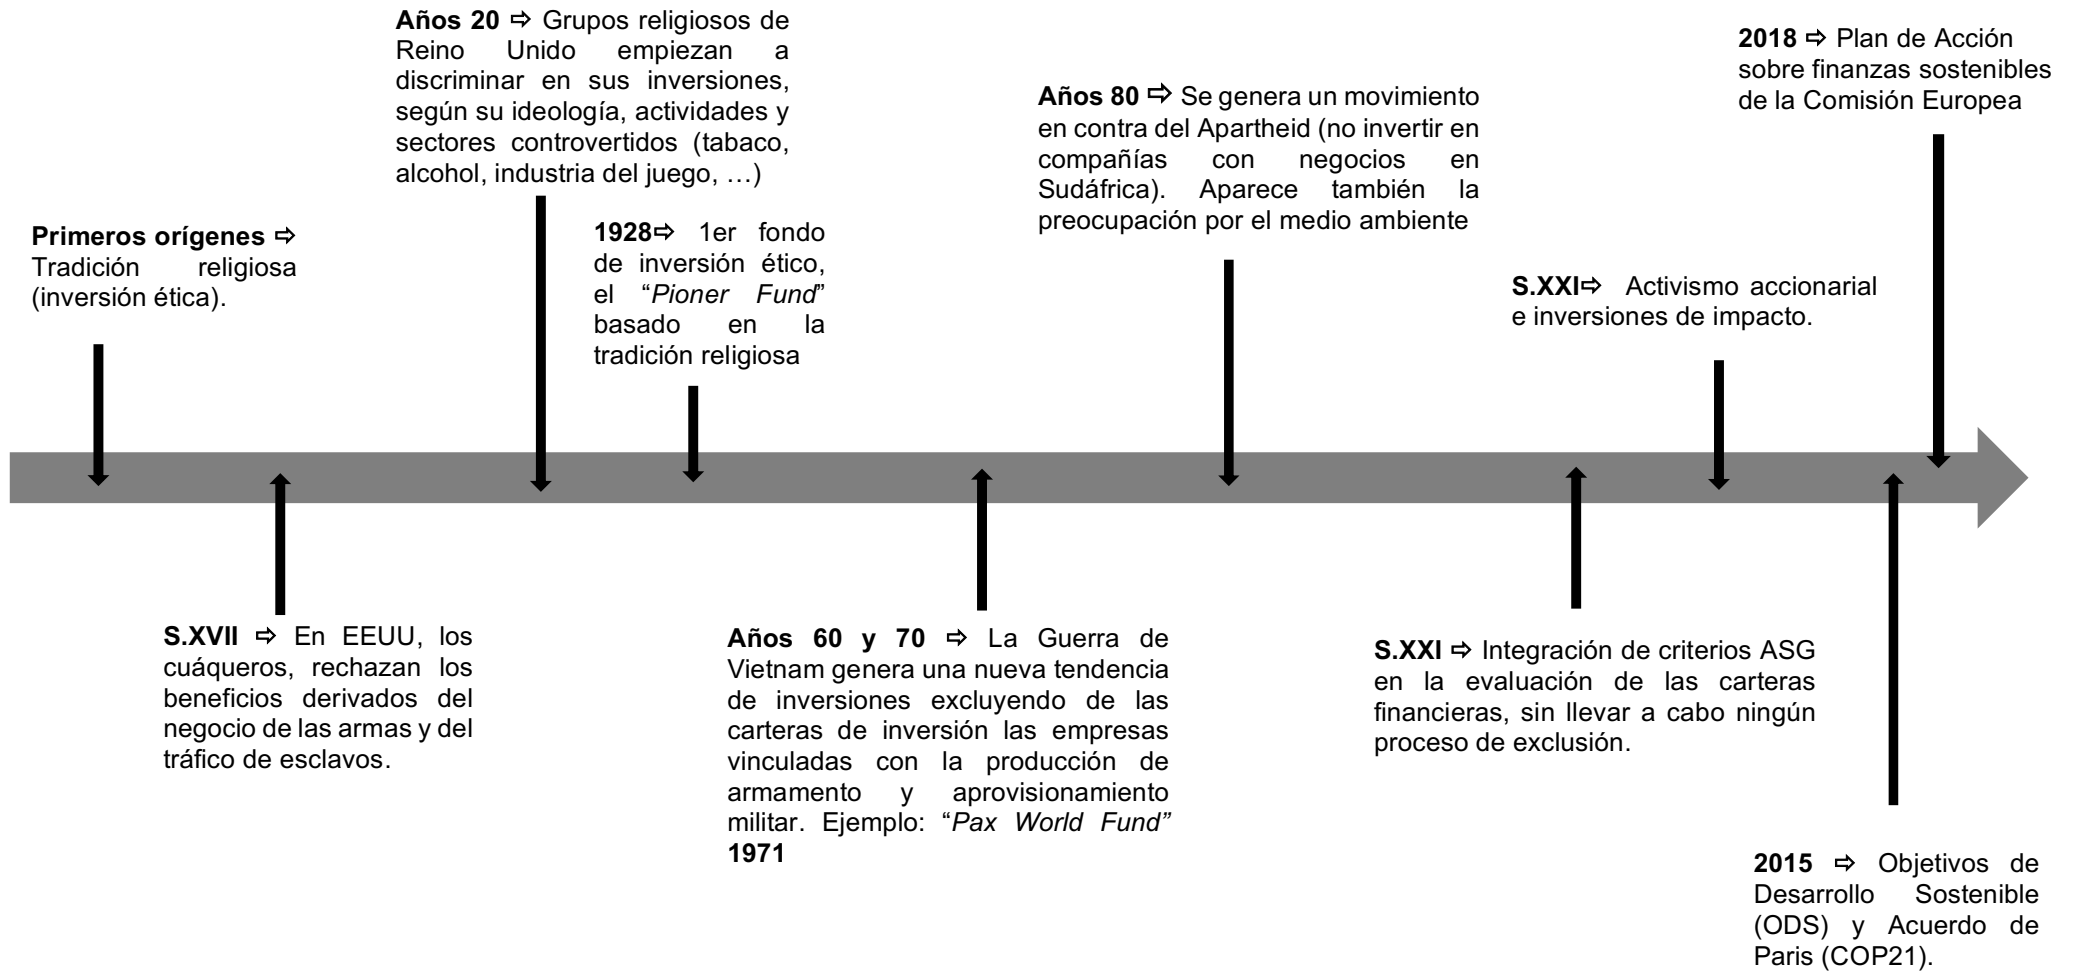 Primeros orígenes ⇨
Tradición religiosa
(inversión ética).
S.XVII ⇨ En EEUU, los
cuáqueros, rechazan los
beneficios derivados del
negocio de las armas y del
tráfico de esclavos.
Años 20 ⇨ Grupos religiosos de
Reino Unido empiezan a
discriminar en sus inversiones,
según su ideología, actividades y
sectores controvertidos (tabaco,
alcohol, industria del juego, …)
1928⇨ 1er fondo
de inversión ético,
el “Pioner Fund”
basado en la
tradición religiosa
Años 60 y 70 ⇨ La Guerra de
Vietnam genera una nueva tendencia
de inversiones excluyendo de las
carteras de inversión las empresas
vinculadas con la producción de
armamento y aprovisionamiento
militar. Ejemplo: “Pax World Fund”
1971
Años 80 ⇨ Se genera un movimiento
en contra del Apartheid (no invertir en
compañías con negocios en
Sudáfrica). Aparece también la
preocupación por el medio ambiente
S.XXI ⇨ Integración de criterios ASG
en la evaluación de las carteras
financieras, sin llevar a cabo ningún
proceso de exclusión.
S.XXI⇨ Activismo accionarial
e inversiones de impacto.
2015 ⇨ Objetivos de
Desarrollo Sostenible
(ODS) y Acuerdo de
Paris (COP21).
2018 ⇨ Plan de Acción
sobre finanzas sostenibles
de la Comisión Europea